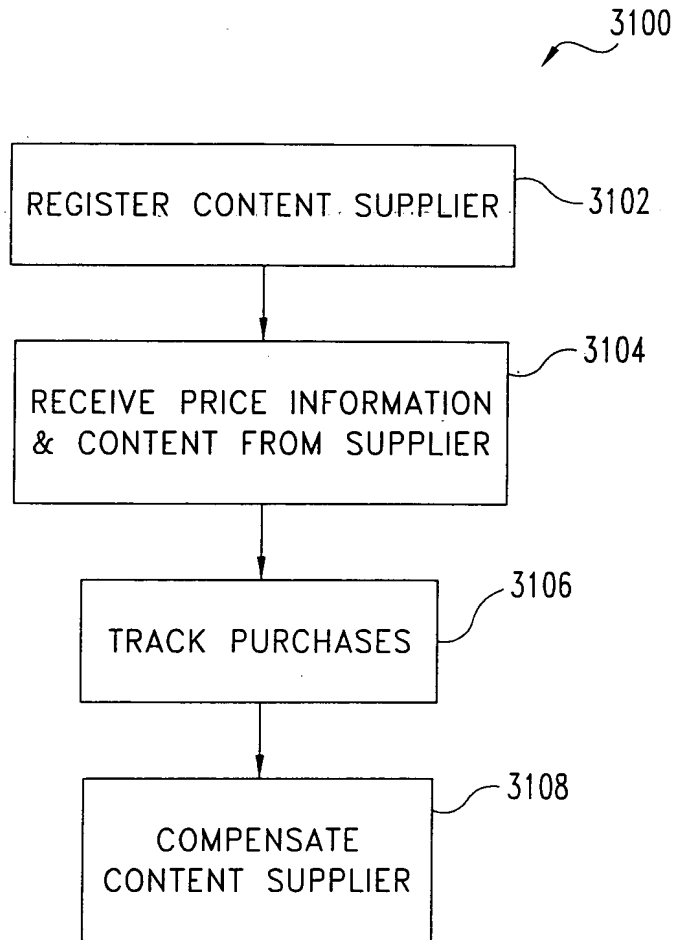 3100
REGISTER CONTENT SUPPLIER
3102
3104
RECEIVE PRICE INFORMATION
& CONTENT FROM SUPPLIER
3106
TRACK PURCHASES
3108
COMPENSATE
CONTENT SUPPLIER